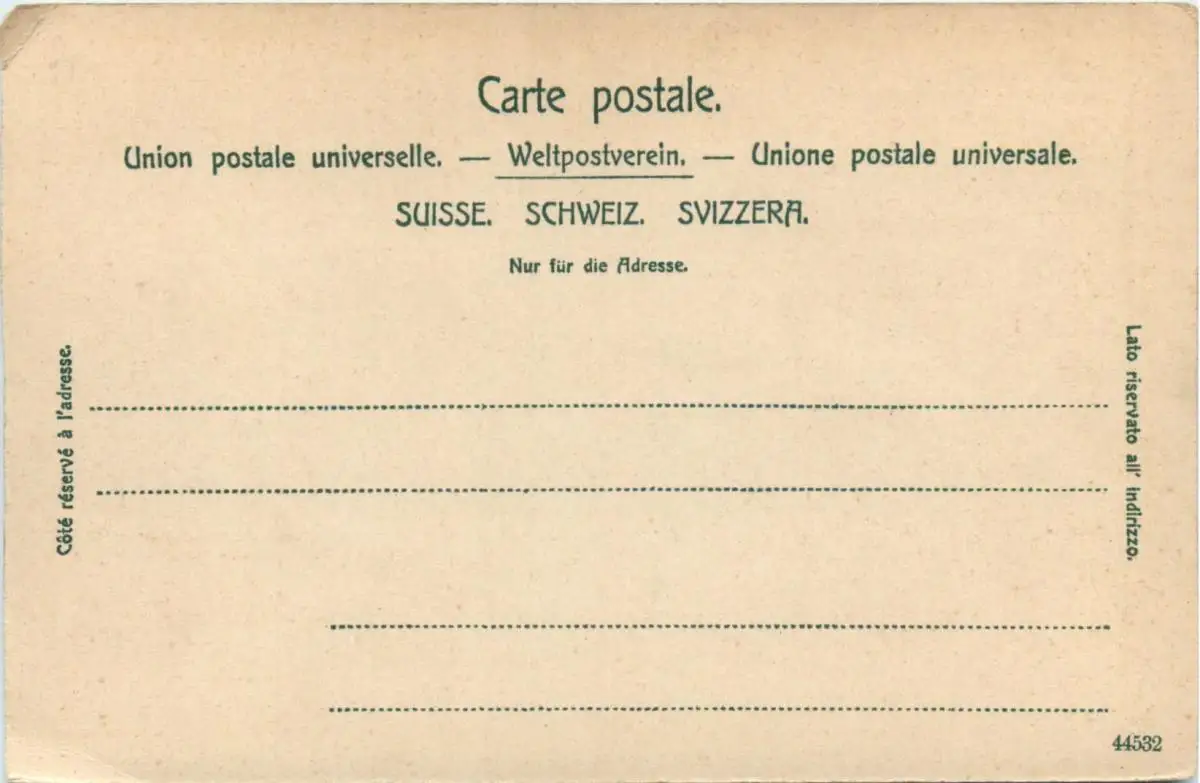 Carte postale.
Union postale universelle. — Weltpostverein. — Unione postale universale.
SUISSE. SCHWEIZ. SVIZZERA.
Nur für die Adresse.
Côté réservé à l'adresse.
Lato riservato all' indirizzo.
44532